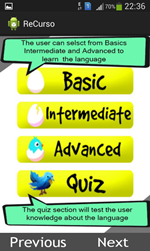 70% 22:36
ReCurso
The user can selsct from Basics
Intermediate and Advanced to
learn the language
Basic
Intermediate
Advanced
Quiz
The quiz section will test the user
knowledge about the language
Previous Next